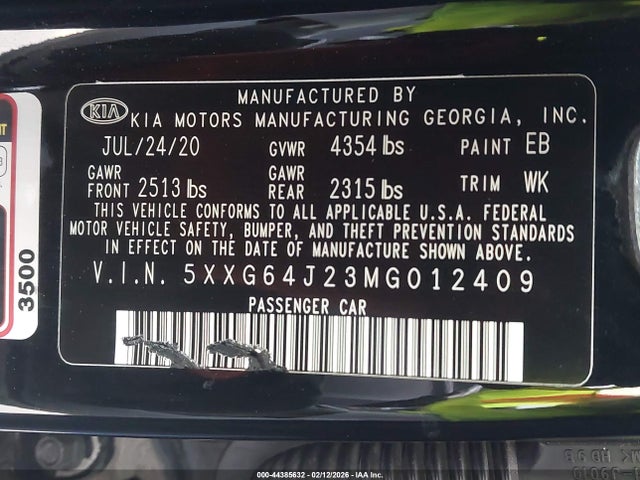 MANUFACTURED BY
KIA KIA MOTORS MANUFACTURING GEORGIA, INC.
JUL/24/20 GVWR 4354 lbs PAINT EB
GAWR FRONT 2513 lbs GAWR REAR 2315 lbs TRIM WK
THIS VEHICLE CONFORMS TO ALL APPLICABLE U.S.A. FEDERAL
MOTOR VEHICLE SAFETY, BUMPER, AND THEFT PREVENTION STANDARDS
IN EFFECT ON THE DATE OF MANUFACTURE SHOWN ABOVE.
V.I.N. 5XXG64J23MG012409
PASSENGER CAR
3500
000-44385632 - 02/12/2026 - IAA Inc.